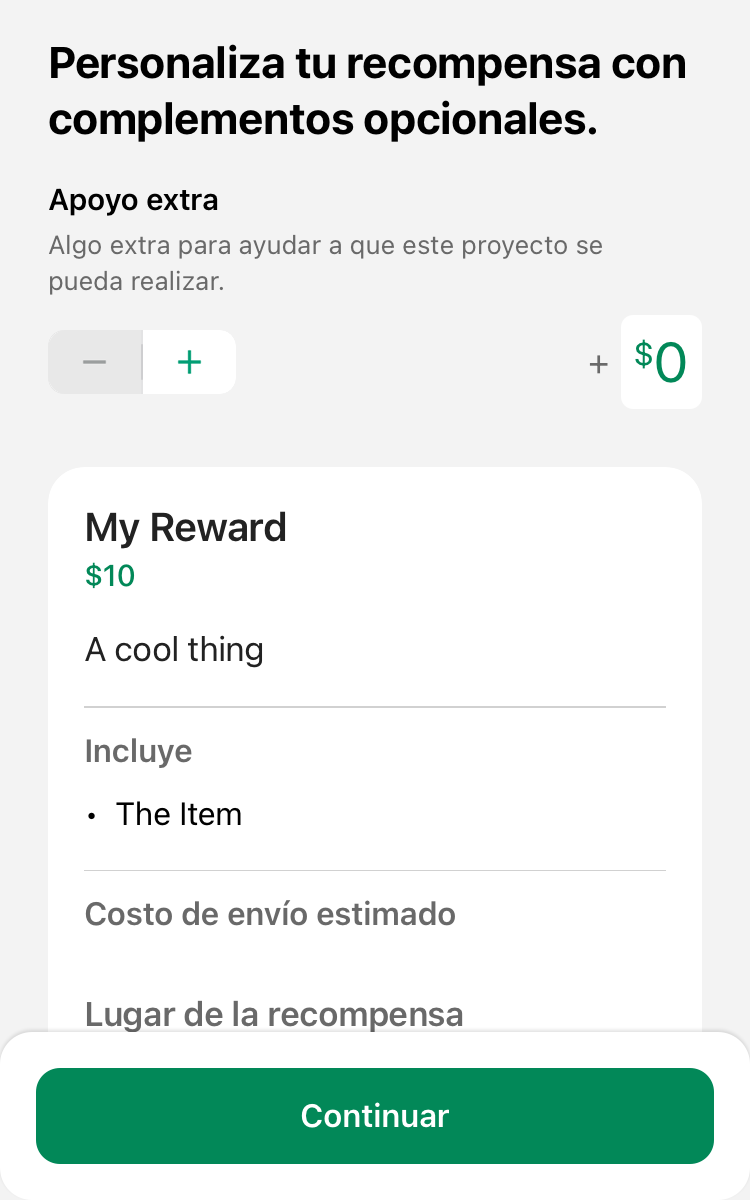 Personaliza tu recompensa con
complementos opcionales.
Apoyo extra
Algo extra para ayudar a que este proyecto se
pueda realizar.
− +
+ $0
My Reward
$10
A cool thing
Incluye
• The Item
Costo de envío estimado
Lugar de la recompensa
Continuar